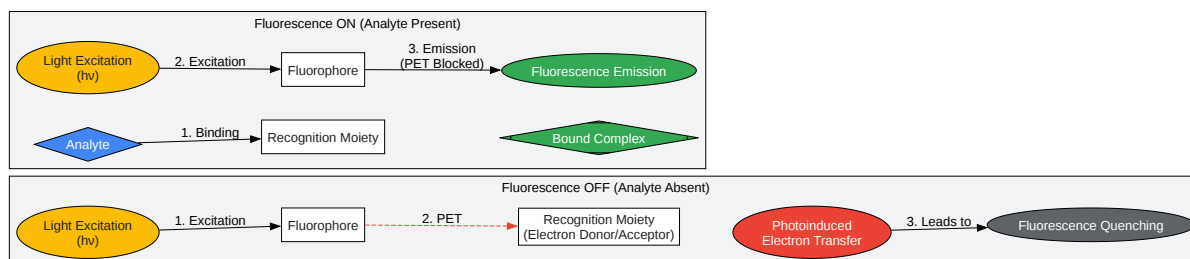 Fluorescence ON (Analyte Present)
Light Excitation
(hν)
2. Excitation
Fluorophore
3. Emission
(PET Blocked)
Fluorescence Emission
Analyte
1. Binding
Recognition Moiety
Bound Complex
Fluorescence OFF (Analyte Absent)
Light Excitation
(hν)
1. Excitation
Fluorophore
2. PET
Recognition Moiety
(Electron Donor/Acceptor)
Photoinduced
Electron Transfer
3. Leads to
Fluorescence Quenching